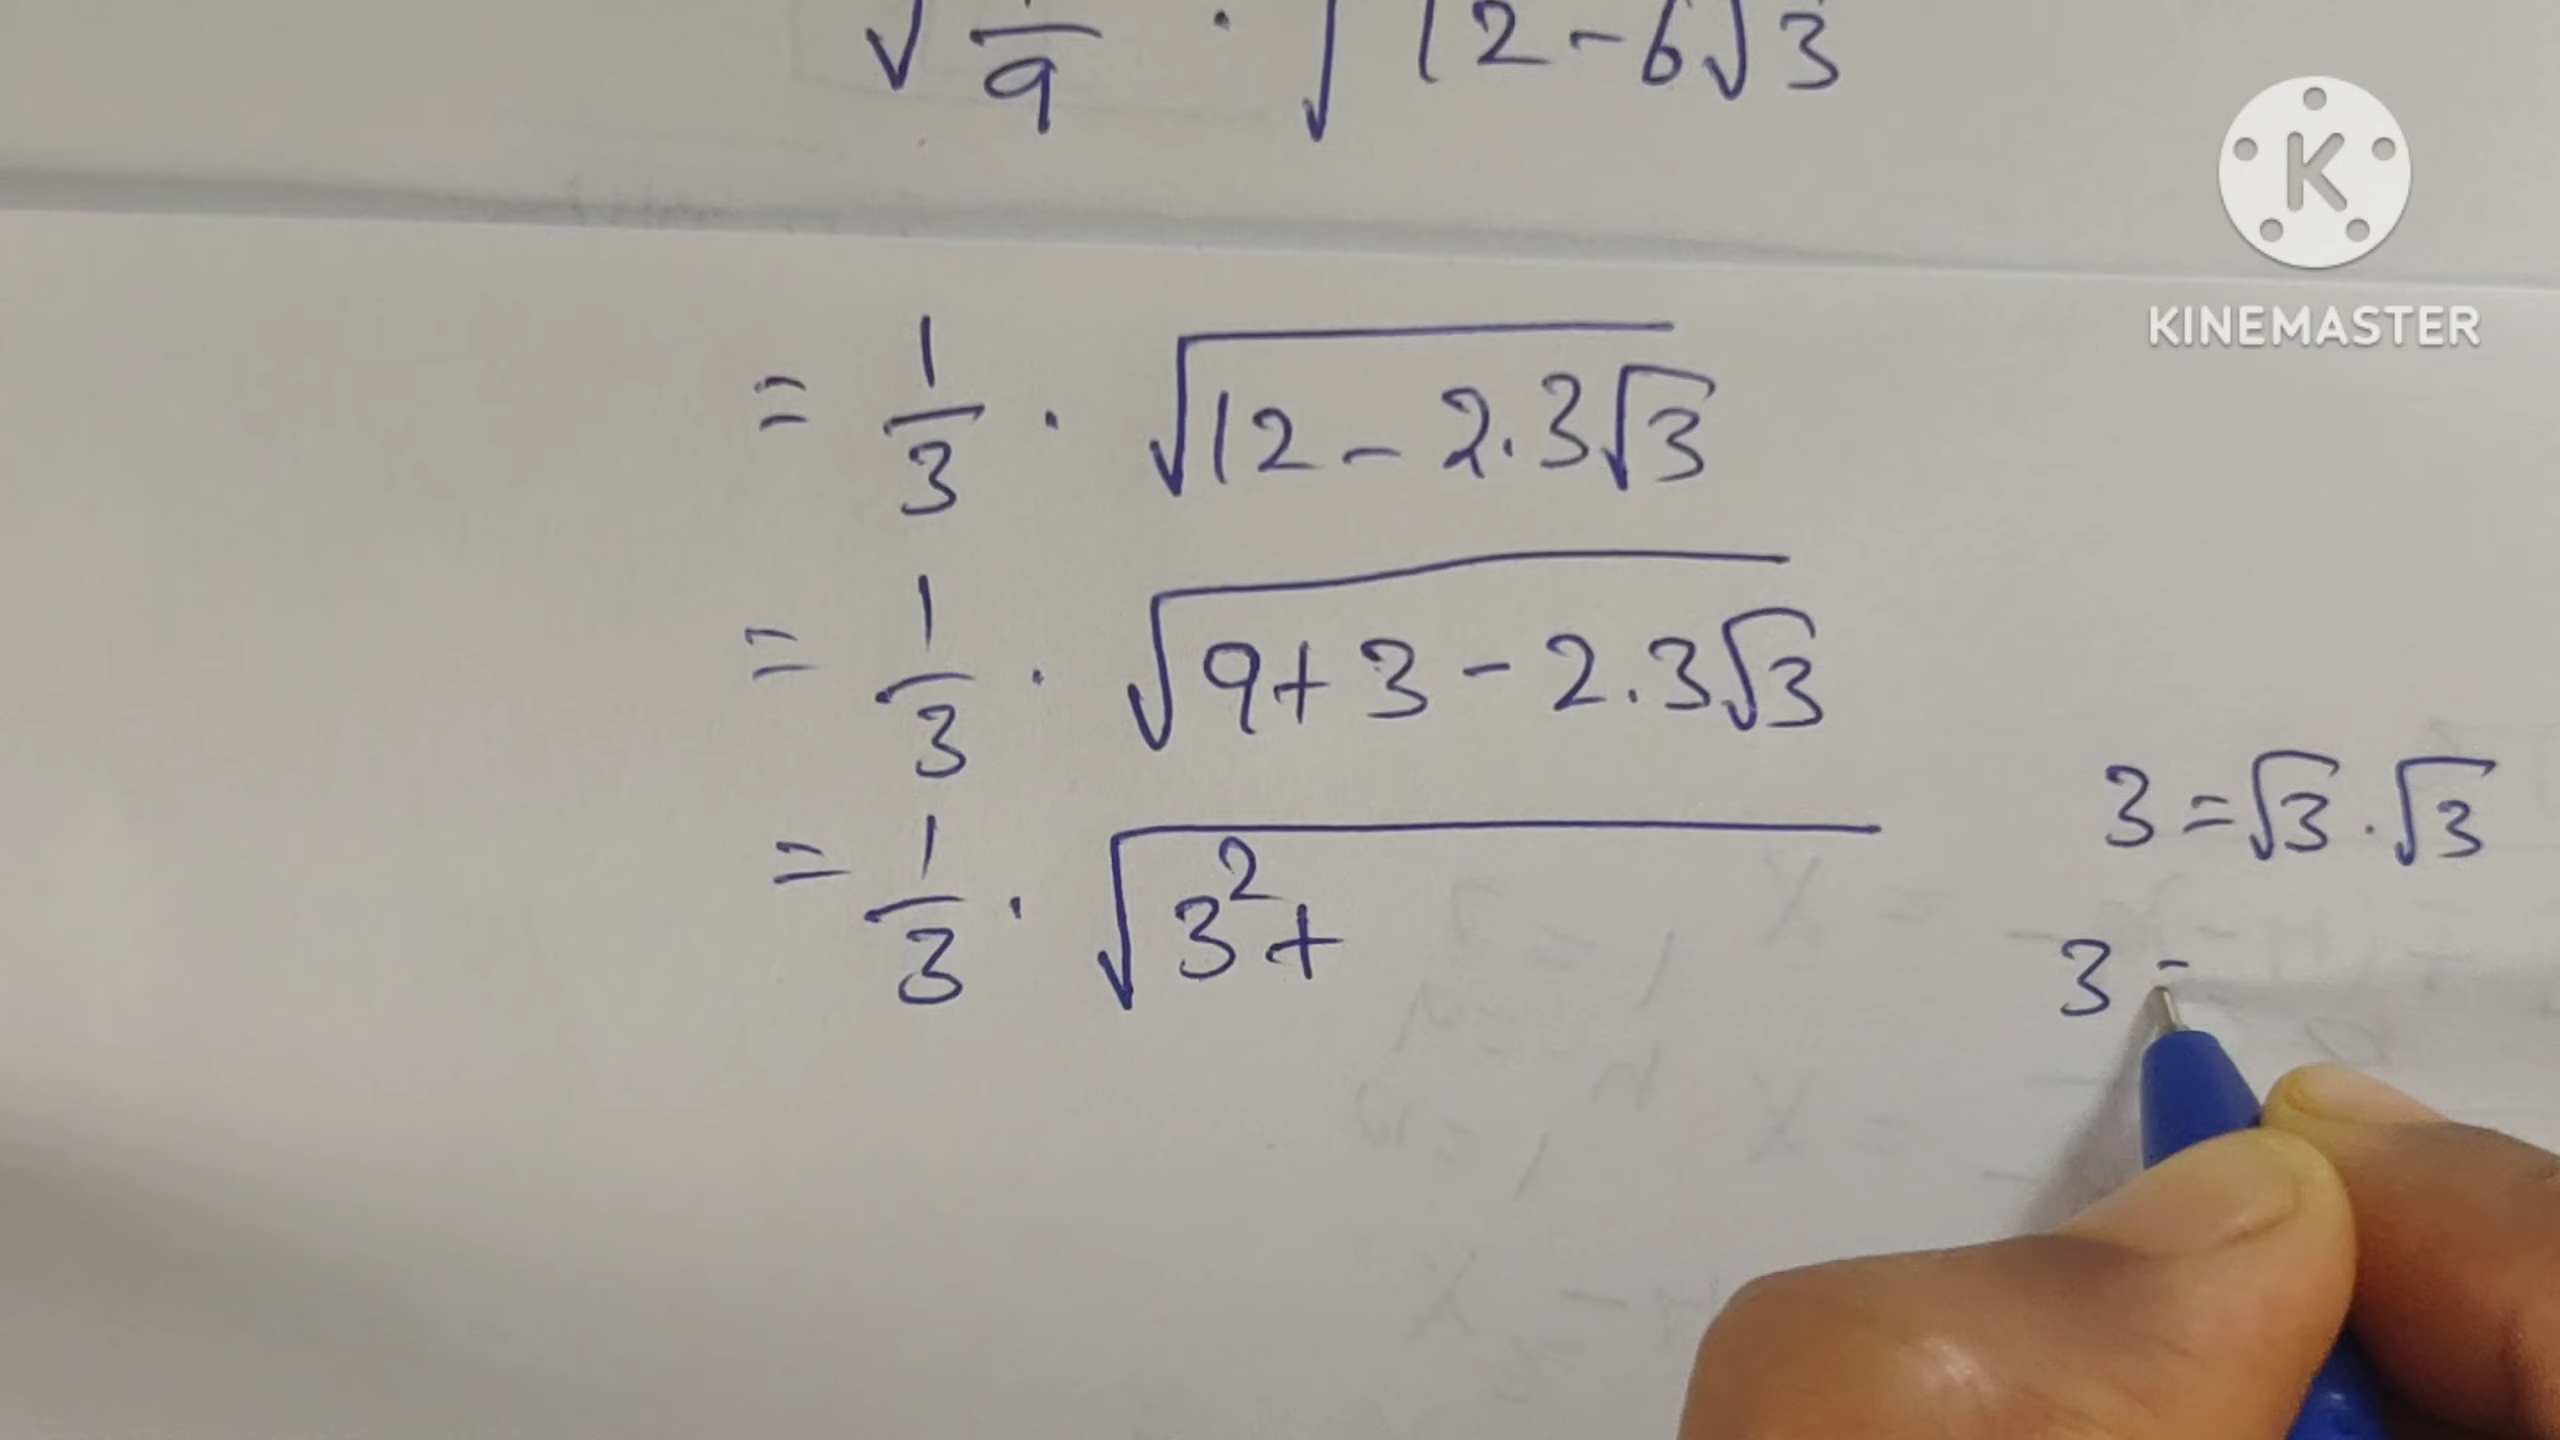 √1/9 · √12-6√3
K
KINEMASTER
= 1/3 · √12 - 2.3√3
= 1/3 · √9+3 - 2.3√3
3 = √3 . √3
= 1/3 · √3²+
3 =